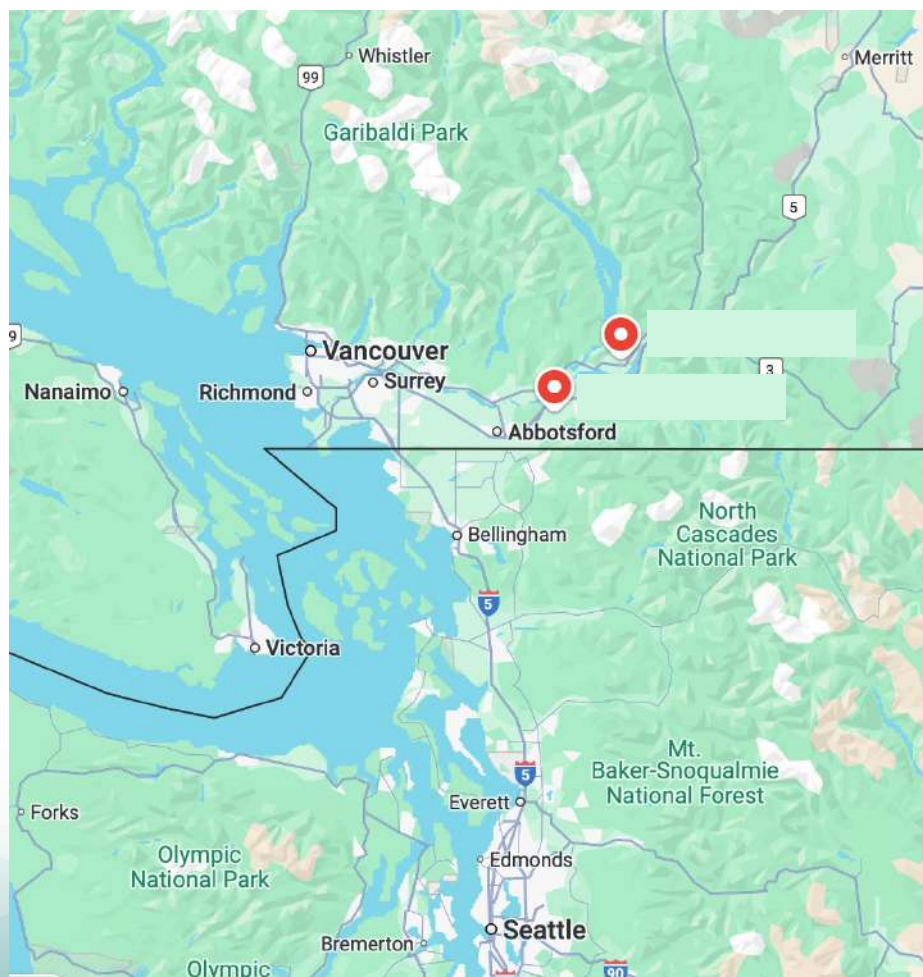 Whistler
Merritt
99
Garibaldi Park
5
Vancouver
9
3
Surrey
Nanaimo
Richmond
Abbotsford
North
Cascades
National Park
Bellingham
5
Victoria
Mt.
Baker-Snoqualmie
National Forest
5
Everett
Forks
Olympic
National Park
Edmonds
Seattle
Bremerton
Olympic
90